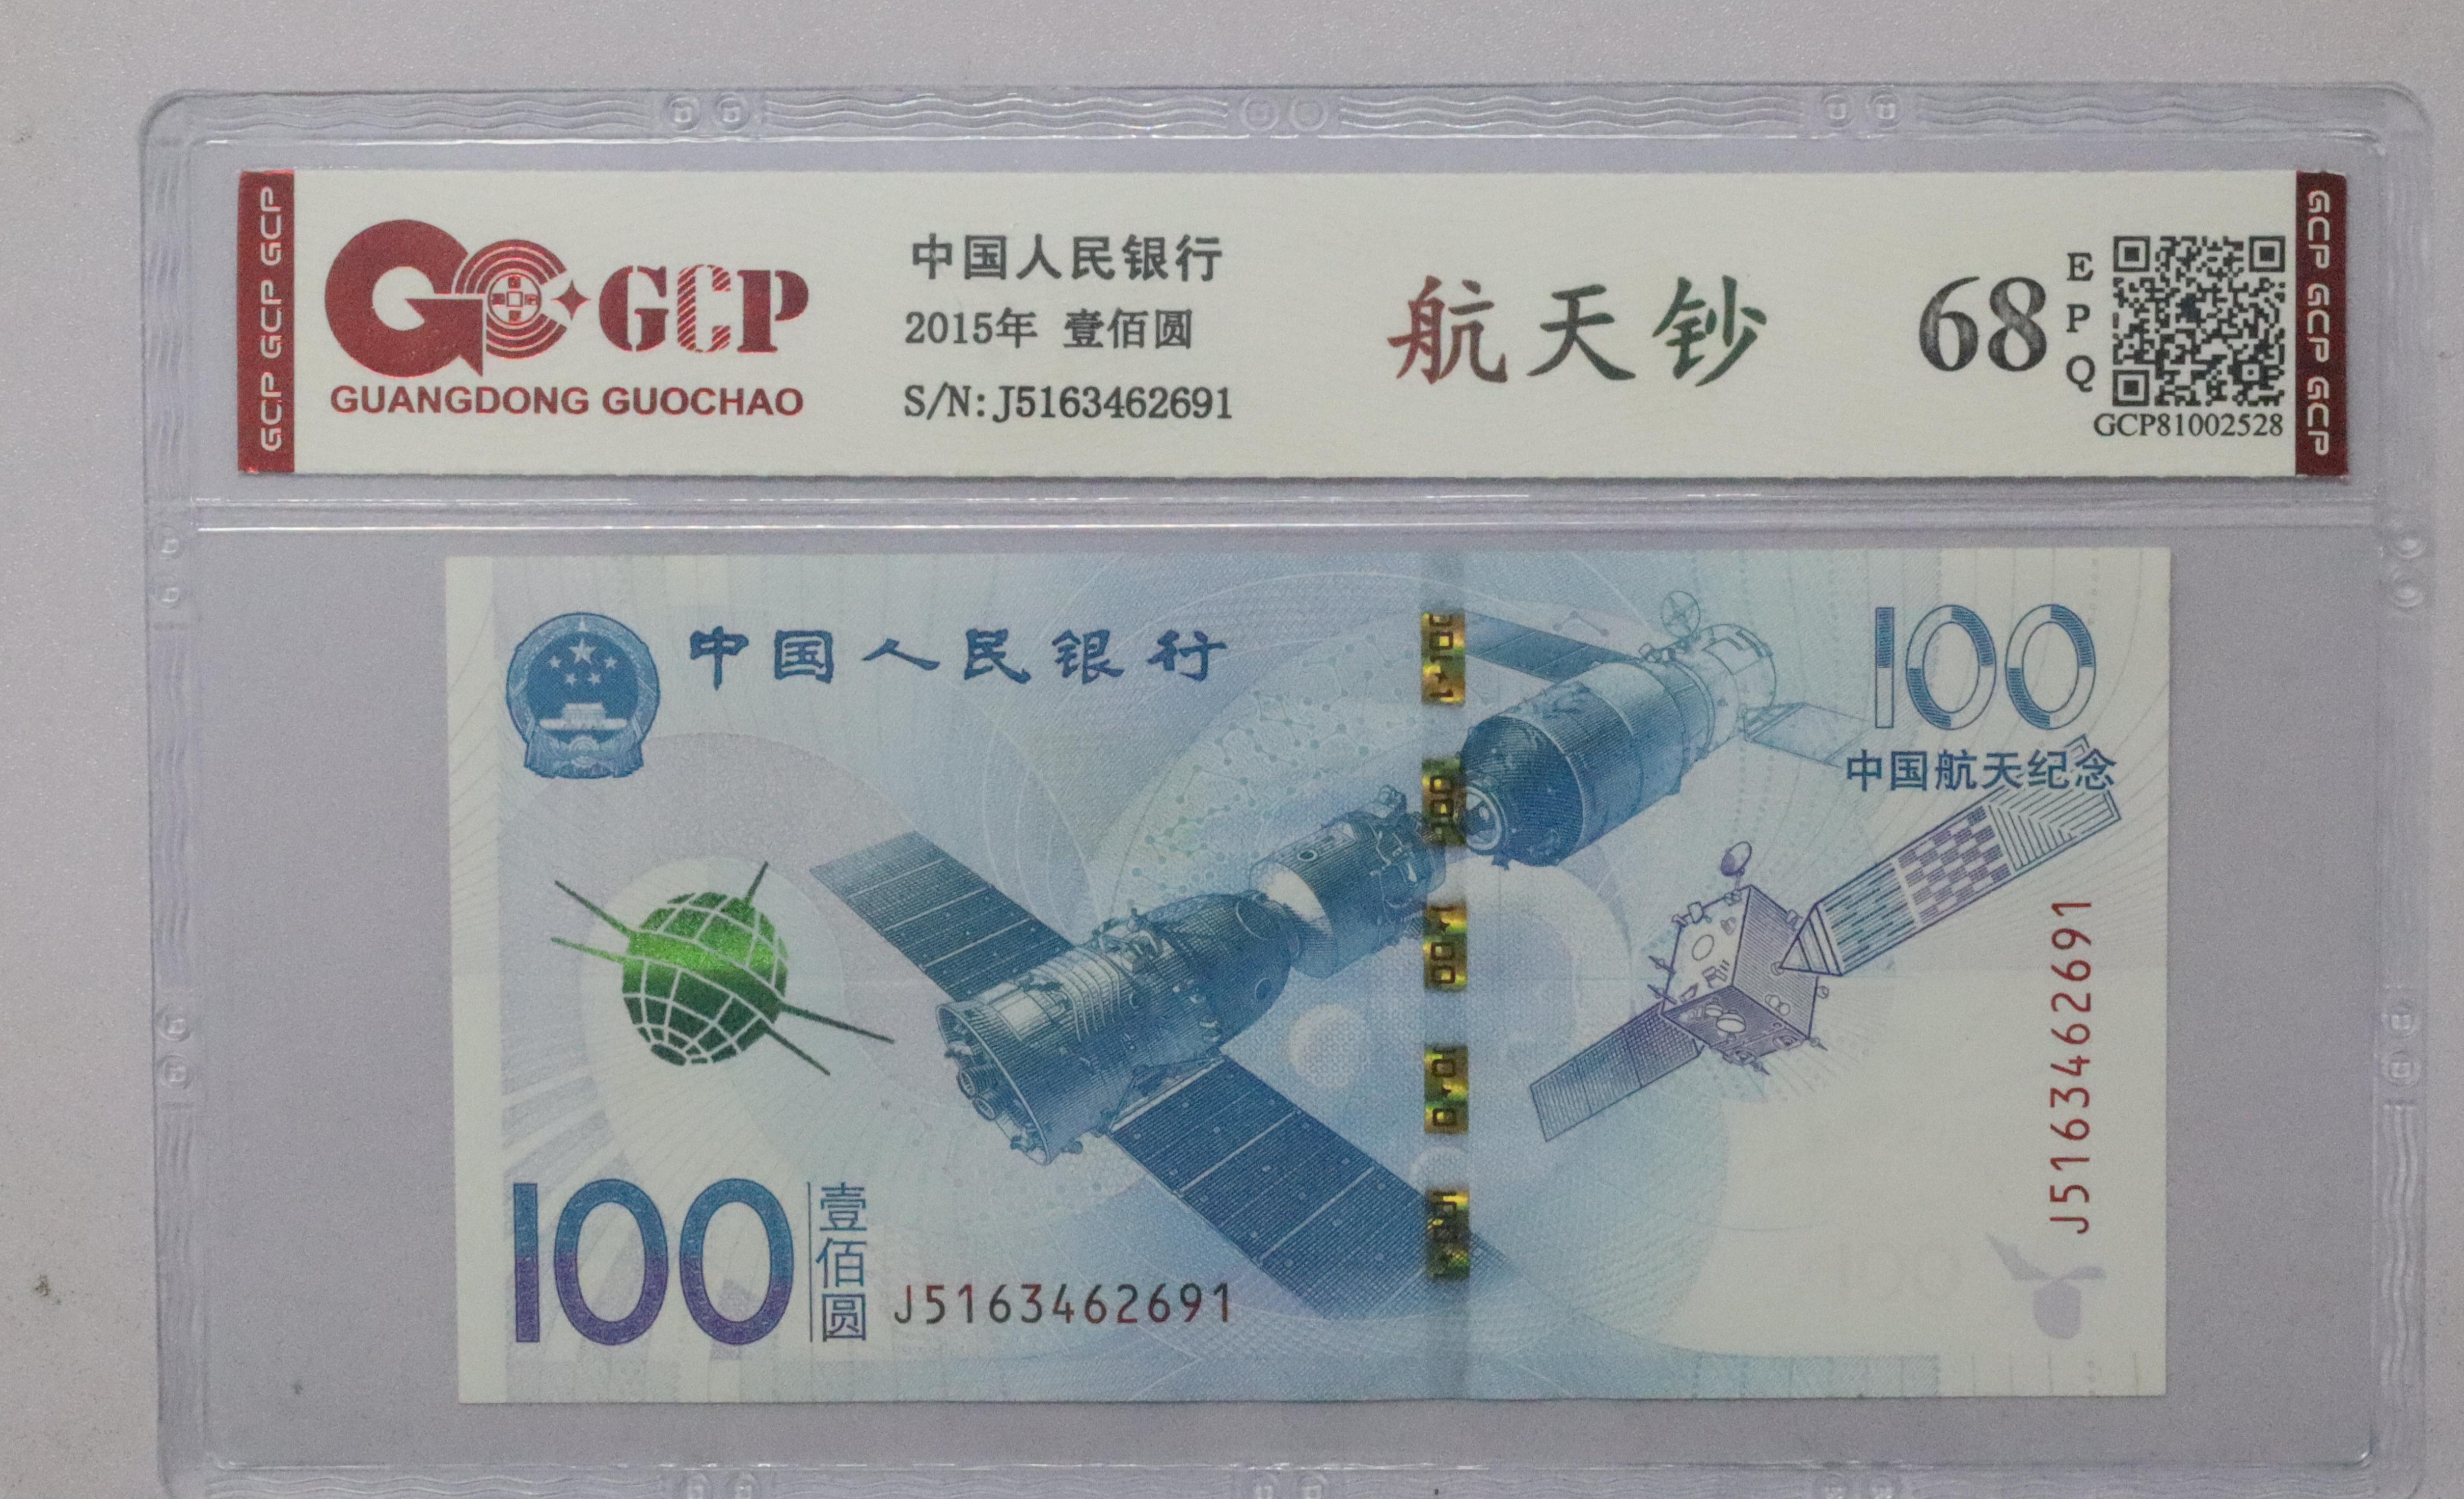 GCP GCP GCP
GCP
GUANGDONG GUOCHAO
中国人民银行
2015年 壹佰圆
S/N:J5163462691
航天钞
68
EPQ
GCP81002528
GCP GCP GCP
中国人民银行
100
中国航天纪念
J5163462691
100
壹佰圆
J5163462691